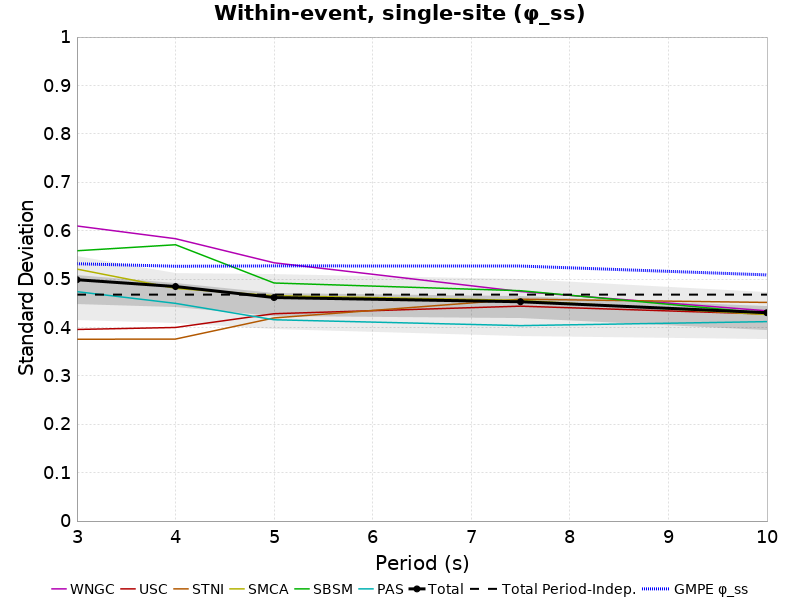 Within-event, single-site (φ_ss)
1
0.9
0.8
0.7
0.6
0.5
0.4
0.3
0.2
0.1
0
Standard Deviation
3 4 5 6 7 8 9 10
Period (s)
WNGC USC STNI SMCA SBSM PAS Total Total Period-Indep. GMPE φ_ss